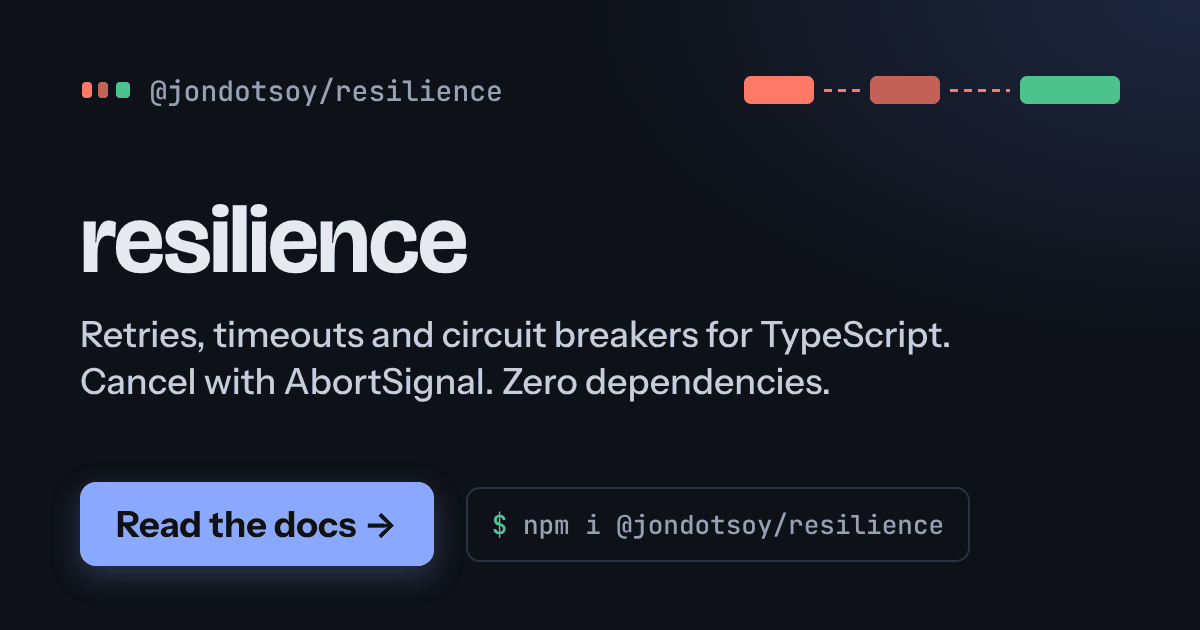 @jondotsoy/resilience
resilience
Retries, timeouts and circuit breakers for TypeScript.
Cancel with AbortSignal. Zero dependencies.
Read the docs →
$ npm i @jondotsoy/resilience